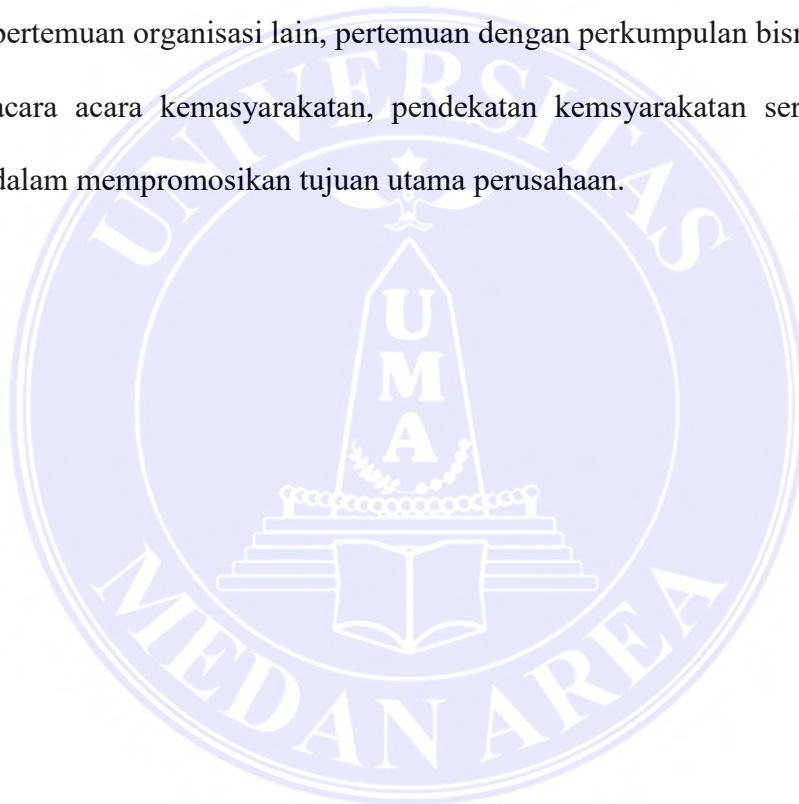 pertemuan organisasi lain, pertemuan dengan perkumpulan
acara acara kemasyarakatan, pendekatan kemsyarakatan
dalam mempromosikan tujuan utama perusahaan.
UNIVERSITAS
U
M
A
MEDAN AREA